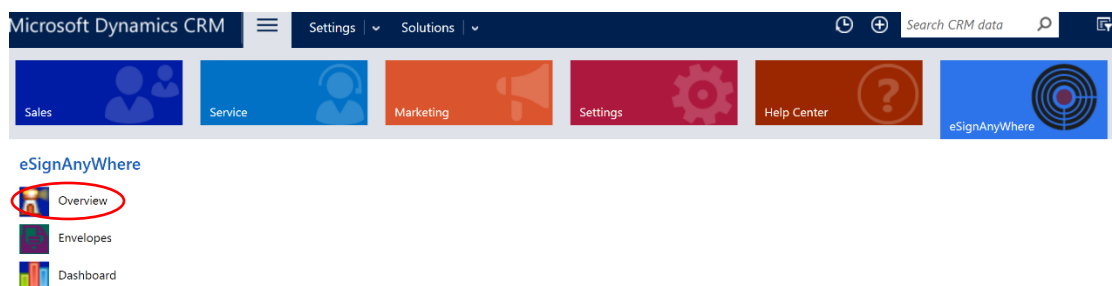 Microsoft Dynamics CRM Settings Solutions Search CRM data
Sales Service Marketing Settings Help Center eSignAnyWhere
eSignAnyWhere
Overview
Envelopes
Dashboard